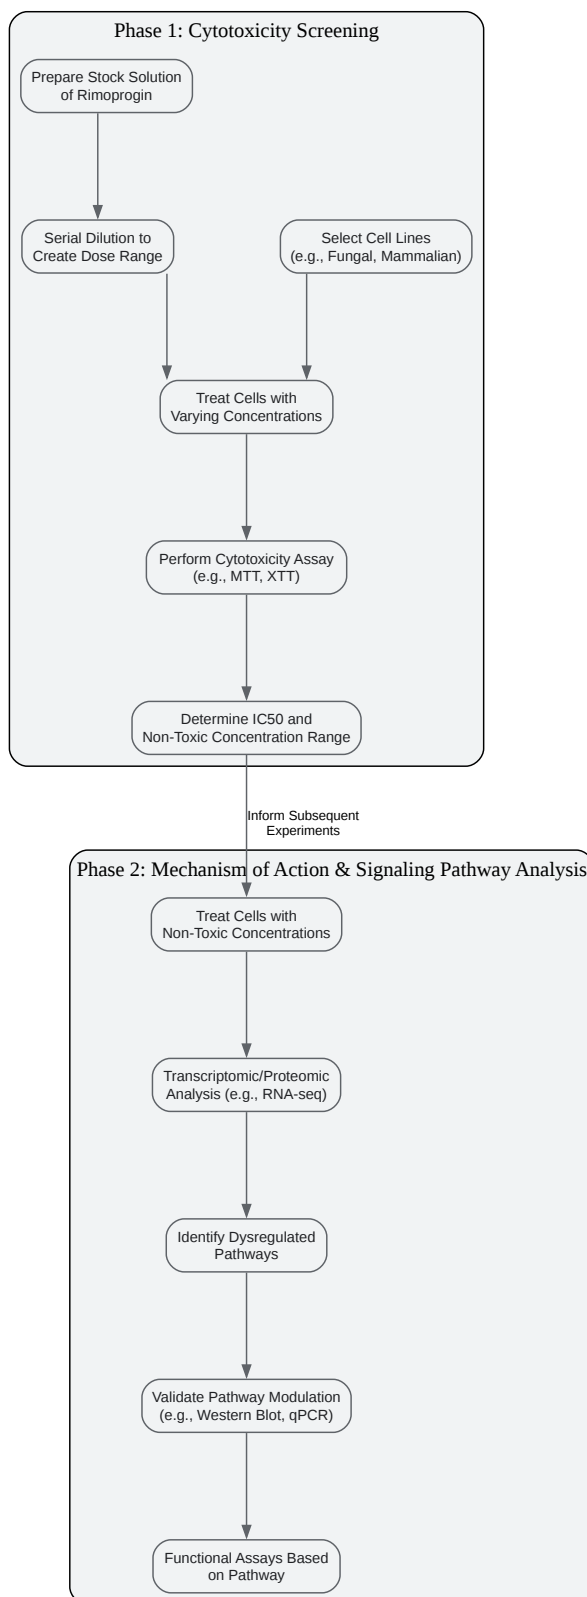 Phase 1: Cytotoxicity Screening
Prepare Stock Solution
of Rimoprogin
Serial Dilution to
Create Dose Range
Select Cell Lines
(e.g., Fungal, Mammalian)
Treat Cells with
Varying Concentrations
Perform Cytotoxicity Assay
(e.g., MTT, XTT)
Determine IC50 and
Non-Toxic Concentration Range
Inform Subsequent
Experiments
Phase 2: Mechanism of Action & Signaling Pathway Analysis
Treat Cells with
Non-Toxic Concentrations
Transcriptomic/Proteomic
Analysis (e.g., RNA-seq)
Identify Dysregulated
Pathways
Validate Pathway Modulation
(e.g., Western Blot, qPCR)
Functional Assays Based
on Pathway